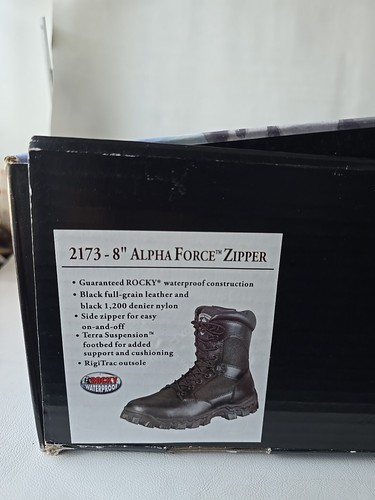 2173 - 8" ALPHA FORCE™ ZIPPER
• Guaranteed ROCKY® waterproof construction
• Black full-grain leather and
black 1,200 denier nylon
• Side zipper for easy
on-and-off
• Terra Suspension™
footbed for added
support and cushioning
• RigiTrac outsole
ROCKY
WATERPROOF